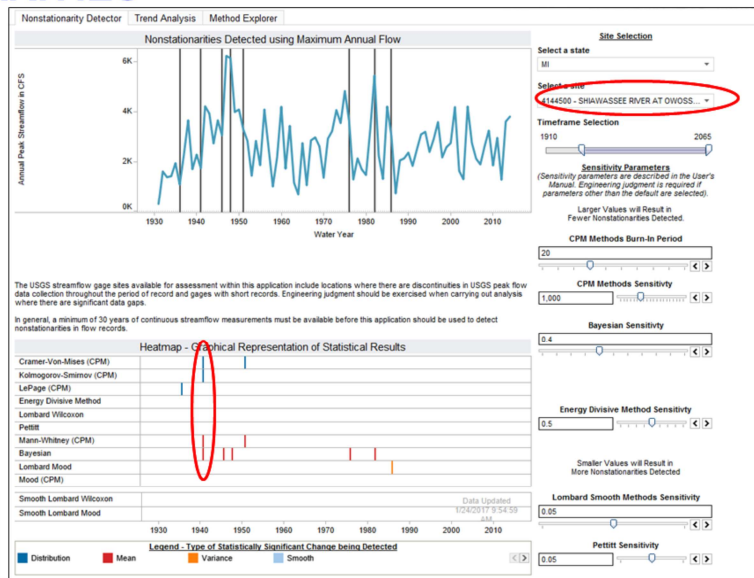 Nonstationarity Detector
Trend Analysis
Method Explorer
Nonstationarities Detected using Maximum Annual Flow
Annual Peak Streamflow in CFS
6K
4K
2K
0K
1930 1940 1950 1960 1970 1980 1990 2000 2010
Water Year
The USGS streamflow gage sites available for assessment within this application include locations where there are discontinuities in USGS peak flow
data collection throughout the period of record and gages with short records. Engineering judgment should be exercised when carrying out analysis
where there are significant data gaps.
In general, a minimum of 30 years of continuous streamflow measurements must be available before this application should be used to detect
nonstationarities in flow records.
Heatmap - Graphical Representation of Statistical Results
Cramer-Von-Mises (CPM)
Kolmogorov-Smirnov (CPM)
LePage (CPM)
Energy Divisive Method
Lombard Wilcoxon
Pettitt
Mann-Whitney (CPM)
Bayesian
Lombard Mood
Mood (CPM)
Smooth Lombard Wilcoxon
Smooth Lombard Mood
Data Updated
1/24/2017 9:54:59
AM
1930 1940 1950 1960 1970 1980 1990 2000 2010
Legend - Type of Statistically Significant Change being Detected
Distribution Mean Variance Smooth
Site Selection
Select a state
MI
Select a site
4144500 - SHIAWASSEE RIVER AT OWOSS...
Timeframe Selection
1910 2065
Sensitivity Parameters
(Sensitivity parameters are described in the User's
Manual. Engineering judgment is required if
parameters other than the default are selected).
Larger Values will Result in
Fewer Nonstationarities Detected.
CPM Methods Burn-In Period
20
CPM Methods Sensitivty
1,000
Bayesian Sensitivty
0.4
Energy Divisive Method Sensitivty
0.5
Smaller Values will Result in
More Nonstationarities Detected
Lombard Smooth Methods Sensitivity
0.05
Pettitt Sensitivity
0.05